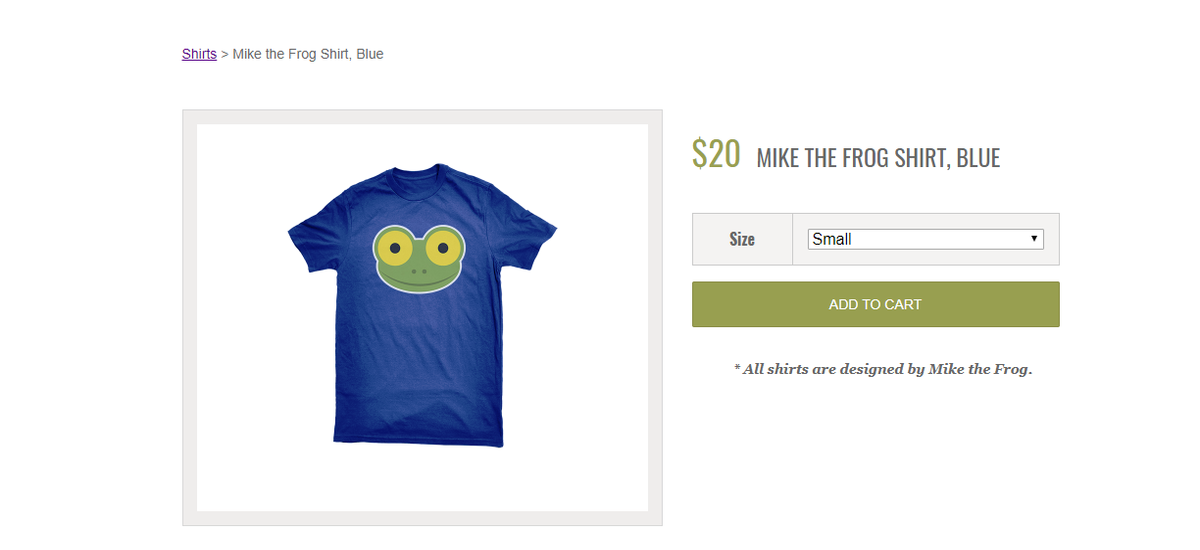 Shirts > Mike the Frog Shirt, Blue
$20 MIKE THE FROG SHIRT, BLUE
Size Small
ADD TO CART
* All shirts are designed by Mike the Frog.